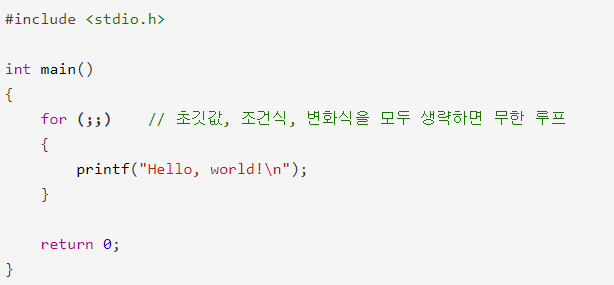 #include <stdio.h>
int main()
{
for (;;)    // 초깃값, 조건식, 변화식을 모두 생략하면 무한 루프
{
printf("Hello, world!\n");
}
return 0;
}